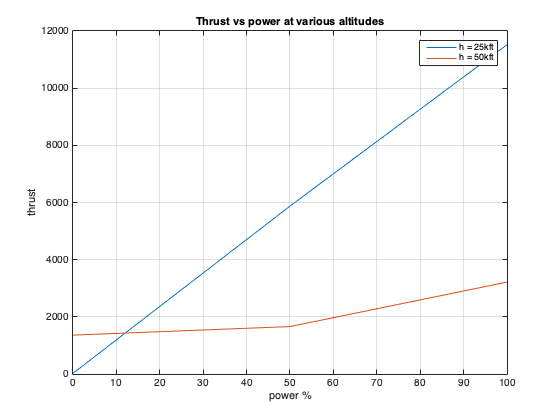 Thrust vs power at various altitudes
12000
10000
8000
6000
4000
2000
0
thrust
h = 25kft
h = 50kft
0 10 20 30 40 50 60 70 80 90 100
power %